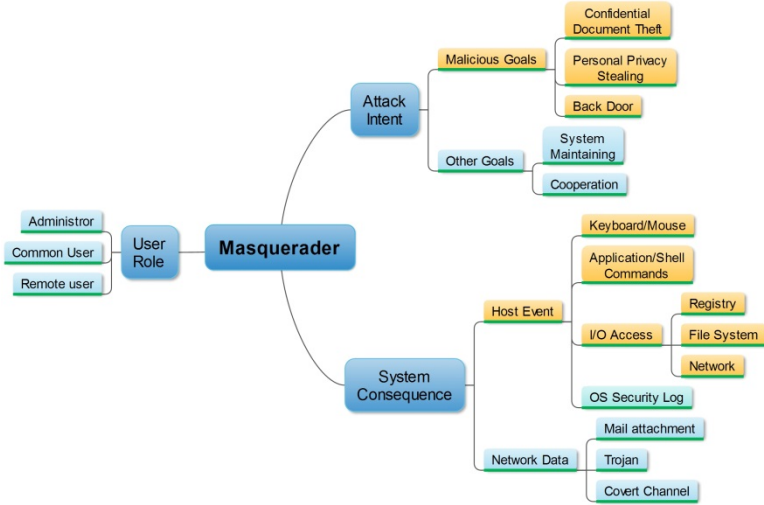 Confidential
Document Theft
Malicious Goals
Personal Privacy
Stealing
Attack
Intent
Back Door
System
Maintaining
Other Goals
Cooperation
Administror
Common User
Remote user
User
Role
Masquerader
Keyboard/Mouse
Application/Shell
Commands
Host Event
Registry
I/O Access
File System
Network
System
Consequence
OS Security Log
Mail attachment
Network Data
Trojan
Covert Channel